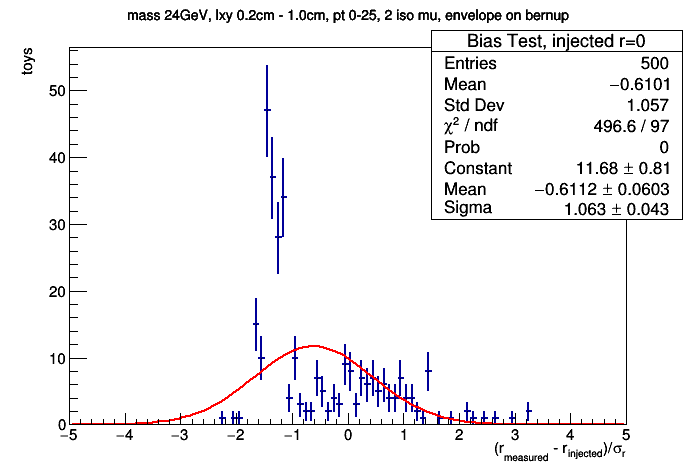 mass 24GeV, lxy 0.2cm - 1.0cm, pt 0-25, 2 iso mu, envelope on bernup
Bias Test, injected r=0
Entries 500
Mean −0.6101
Std Dev 1.057
χ² / ndf 496.6 / 97
Prob 0
Constant 11.68 ± 0.81
Mean −0.6112 ± 0.0603
Sigma 1.063 ± 0.043
toys
50
40
30
20
10
0
−5 −4 −3 −2 −1 0 1 2 3 4 5
(r_measured - r_injected)/σ_r